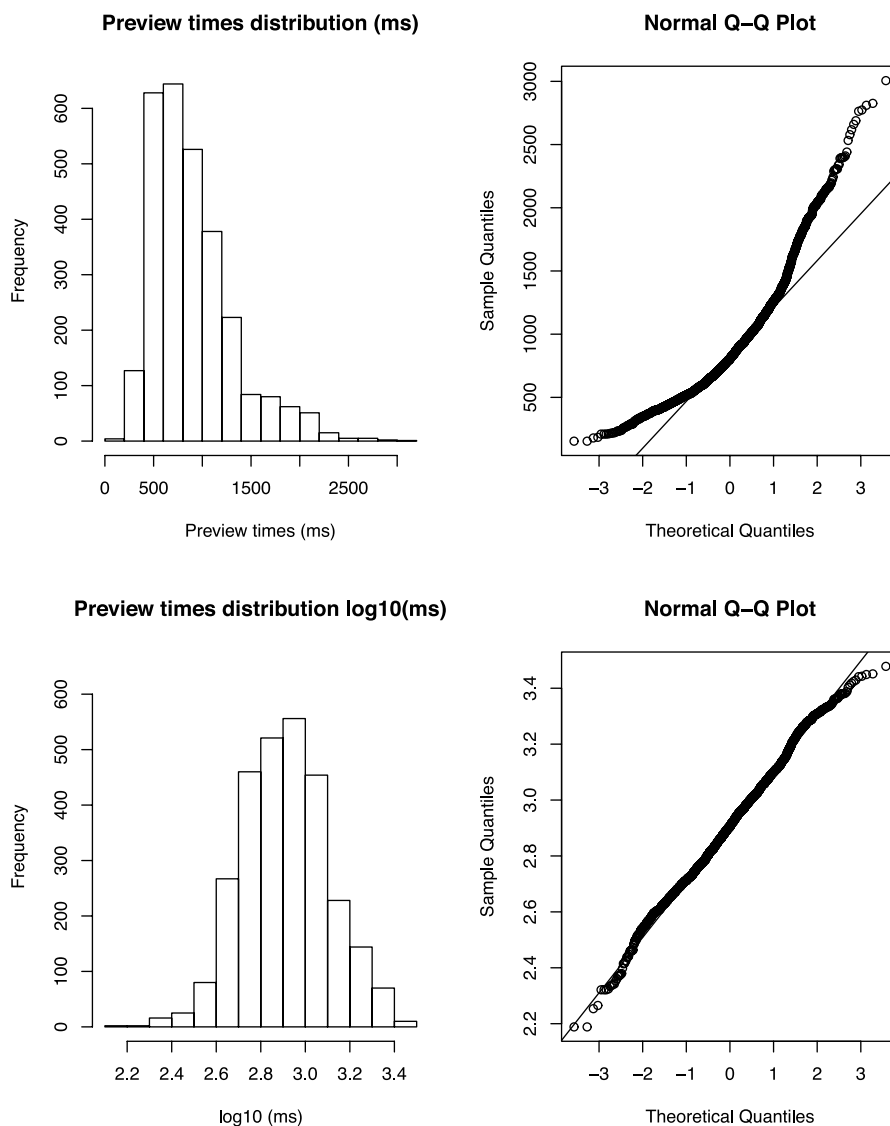 Preview times distribution (ms)
Frequency
0 100 200 300 400 500 600
0 500 1500 2500
Preview times (ms)
Normal Q–Q Plot
Sample Quantiles
500 1000 1500 2000 2500 3000
−3 −2 −1 0 1 2 3
Theoretical Quantiles
Preview times distribution log10(ms)
Frequency
0 100 200 300 400 500 600
2.2 2.4 2.6 2.8 3.0 3.2 3.4
log10 (ms)
Normal Q–Q Plot
Sample Quantiles
2.2 2.4 2.6 2.8 3.0 3.2 3.4
−3 −2 −1 0 1 2 3
Theoretical Quantiles